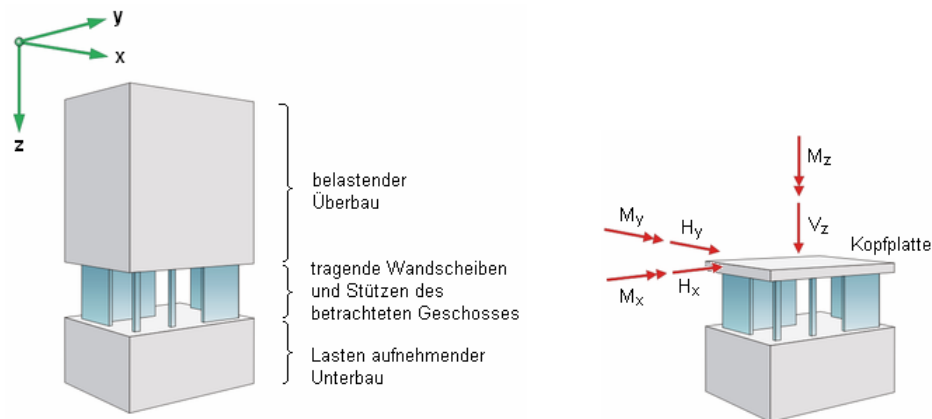 y
x
z
belastender
Überbau
tragende Wandscheiben
und Stützen des
betrachteten Geschosses
Lasten aufnehmender
Unterbau
Mz
Vz
My
Hy
Kopfplatte
Mx
Hx